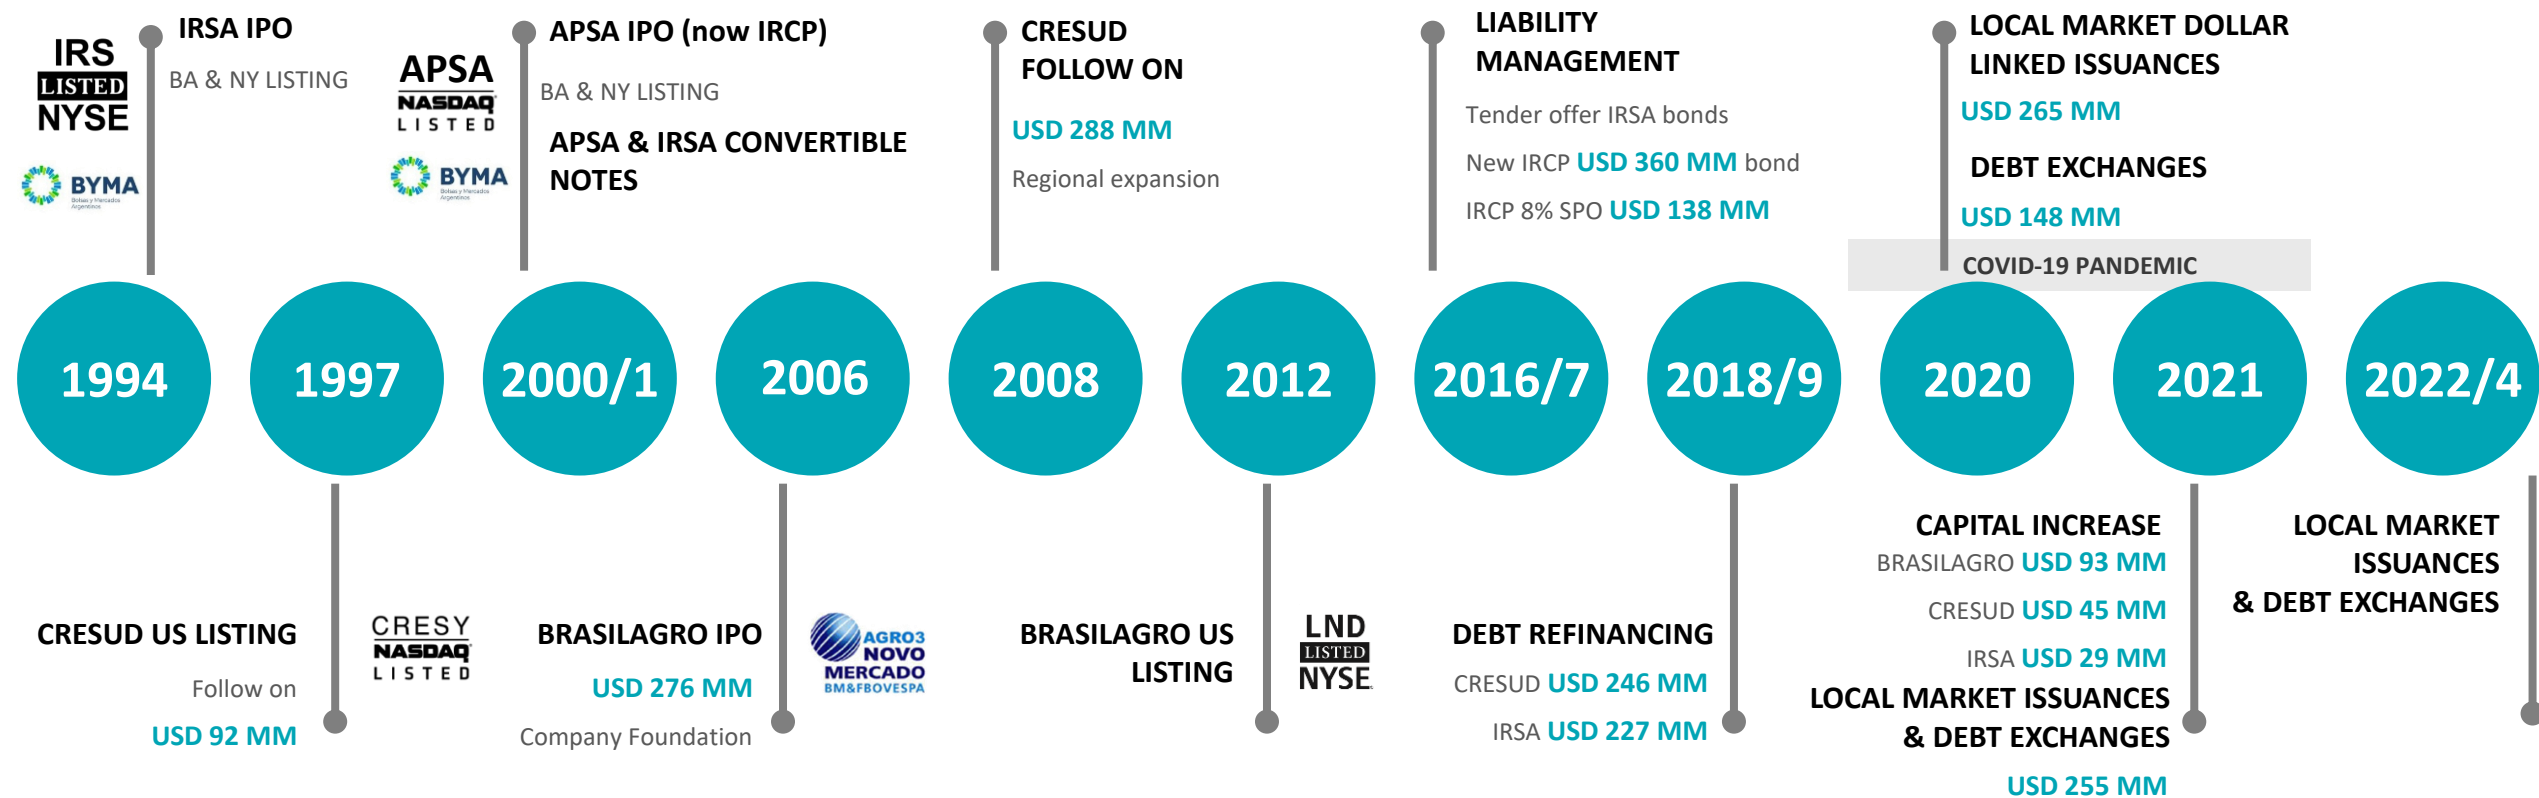 IRSA IPO
BA & NY LISTING
IRS
LISTED
NYSE
BYMA
Bolsas y Mercados
Argentinos
APSA IPO (now IRCP)
BA & NY LISTING
APSA & IRSA CONVERTIBLE
NOTES
APSA
NASDAQ
LISTED
BYMA
Bolsas y Mercados
Argentinos
CRESUD
FOLLOW ON
USD 288 MM
Regional expansion
LIABILITY
MANAGEMENT
Tender offer IRSA bonds
New IRCP USD 360 MM bond
IRCP 8% SPO USD 138 MM
LOCAL MARKET DOLLAR
LINKED ISSUANCES
USD 265 MM
DEBT EXCHANGES
USD 148 MM
COVID-19 PANDEMIC
1994
1997
2000/1
2006
2008
2012
2016/7
2018/9
2020
2021
2022/4
CRESUD US LISTING
Follow on
USD 92 MM
CRESY
NASDAQ
LISTED
BRASILAGRO IPO
USD 276 MM
Company Foundation
AGRO3
NOVO
MERCADO
BM&FBOVESPA
BRASILAGRO US
LISTING
LND
LISTED
NYSE
DEBT REFINANCING
CRESUD USD 246 MM
IRSA USD 227 MM
CAPITAL INCREASE
BRASILAGRO USD 93 MM
CRESUD USD 45 MM
IRSA USD 29 MM
LOCAL MARKET ISSUANCES
& DEBT EXCHANGES
USD 255 MM
LOCAL MARKET
ISSUANCES
& DEBT EXCHANGES